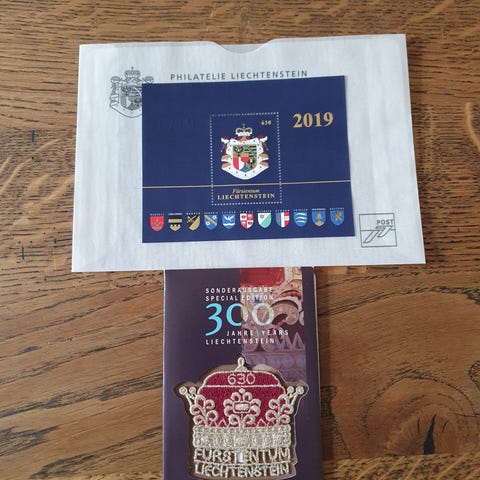 PHILATELIE LIECHTENSTEIN
630
2019
Fürstentum
LIECHTENSTEIN
POST
SONDERAUSGABE
SPECIAL EDITION
300
JAHRE YEARS
LIECHTENSTEIN
630
FÜRSTENTUM
LIECHTENSTEIN